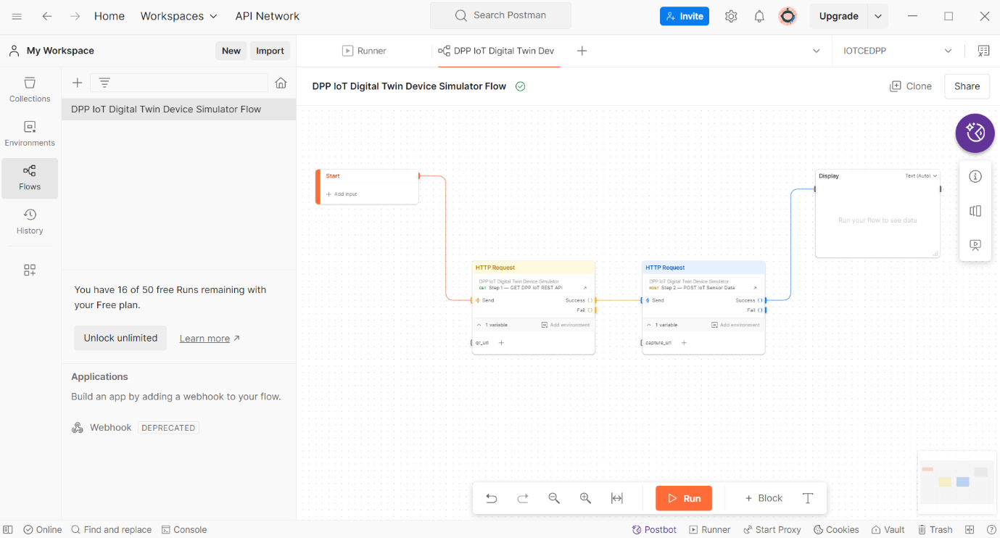 Home
Workspaces
API Network
Search Postman
Invite
Upgrade
My Workspace
New
Import
Runner
DPP IoT Digital Twin Dev
IOTCEDPP
Collections
Environments
Flows
History
DPP IoT Digital Twin Device Simulator Flow
You have 16 of 50 free Runs remaining with
your Free plan.
Unlock unlimited
Learn more
Applications
Build an app by adding a webhook to your flow.
Webhook
DEPRECATED
DPP IoT Digital Twin Device Simulator Flow
Clone
Share
Start
Add input
HTTP Request
DPP IoT Digital Twin Device Simulator
GET Step 1 — GET DPP IoT REST API
Send
Success
Fail
1 variable
Add environment
qr_url
HTTP Request
DPP IoT Digital Twin Device Simulator
POST Step 2 — POST IoT Sensor Data
Send
Success
Fail
1 variable
Add environment
capture_url
Display
Text (Auto)
Run your flow to see data
Run
Block
Online
Find and replace
Console
Postbot
Runner
Start Proxy
Cookies
Vault
Trash